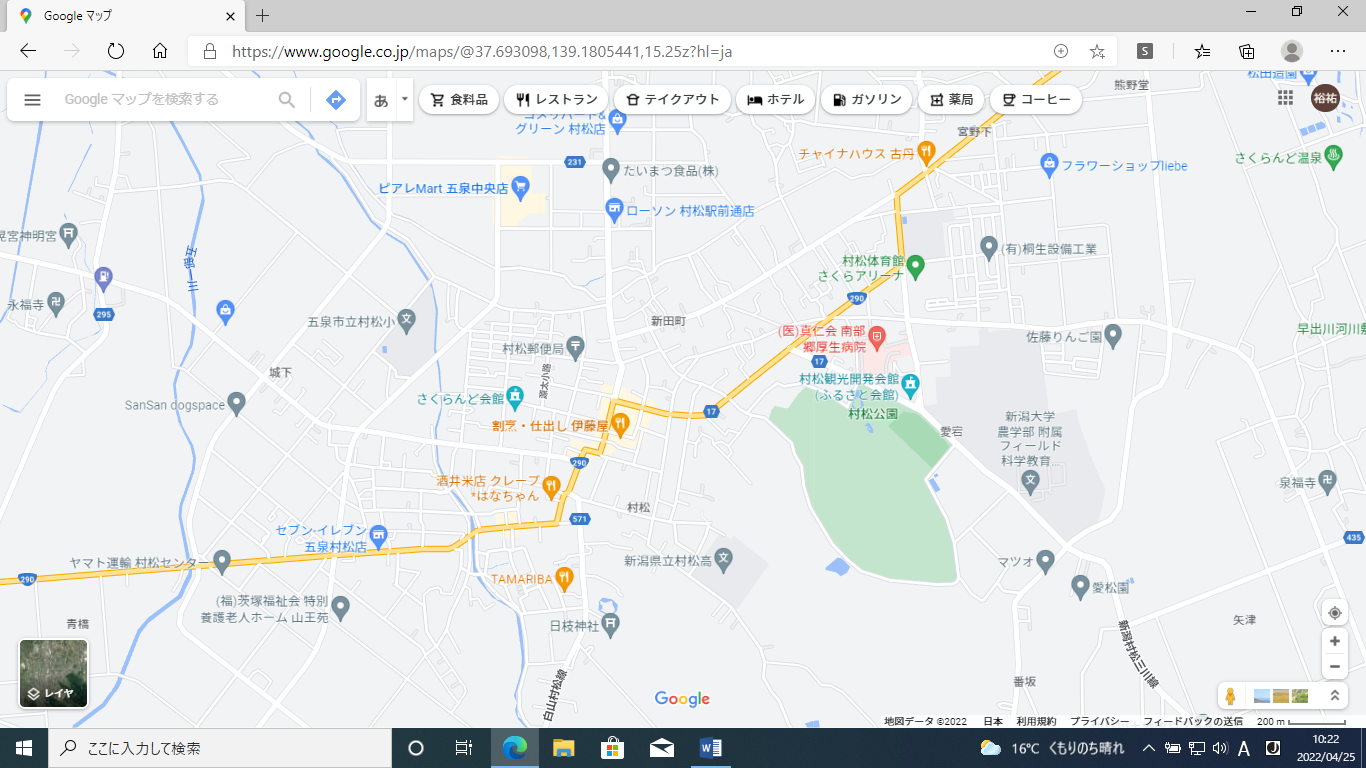 Google マップ
https://www.google.co.jp/maps/@37.693098,139.1805441,15.25z?hl=ja
S
Google マップを検索する
あ
食料品
レストラン
テイクアウト
ホテル
ガソリン
薬局
コーヒー
裕祐
熊野堂
松田造園
グリーン 村松店
宮野下
チャイナハウス 古丹
フラワーショップliebe
さくらんど温泉
231
たいまつ食品(株)
ピアレMart 五泉中央店
ローソン 村松駅前通店
晃宮神明宮
村松体育館
さくらアリーナ
(有)桐生設備工業
永福寺
295
290
五泉市立村松小
新田町
村松郵便局
(医)真仁会 南部
郷厚生病院
佐藤りんご園
早出川河川敷
17
城下
村松観光開発会館
(ふるさと会館)
SanSan dogspace
さくらんど会館
17
村松公園
割烹・仕出し 伊藤屋
愛宕
新潟大学
農学部 附属
フィールド
科学教育...
290
酒井米店 クレープ
*はなちゃん
泉福寺
村松
571
セブン-イレブン
五泉村松店
435
ヤマト運輸 村松センター
新潟県立村松高
マツオ
290
TAMARIBA
愛松園
(福)茨塚福祉会 特別
養護老人ホーム 山王苑
青橋
日枝神社
矢津
新潟村松三川線
番坂
白山村松線
レイヤ
Google
地図データ ©2022 日本 利用規約 プライバシー フィードバックの送信 200 m
ここに入力して検索
16℃ くもりのち晴れ
A
10:22
2022/04/25